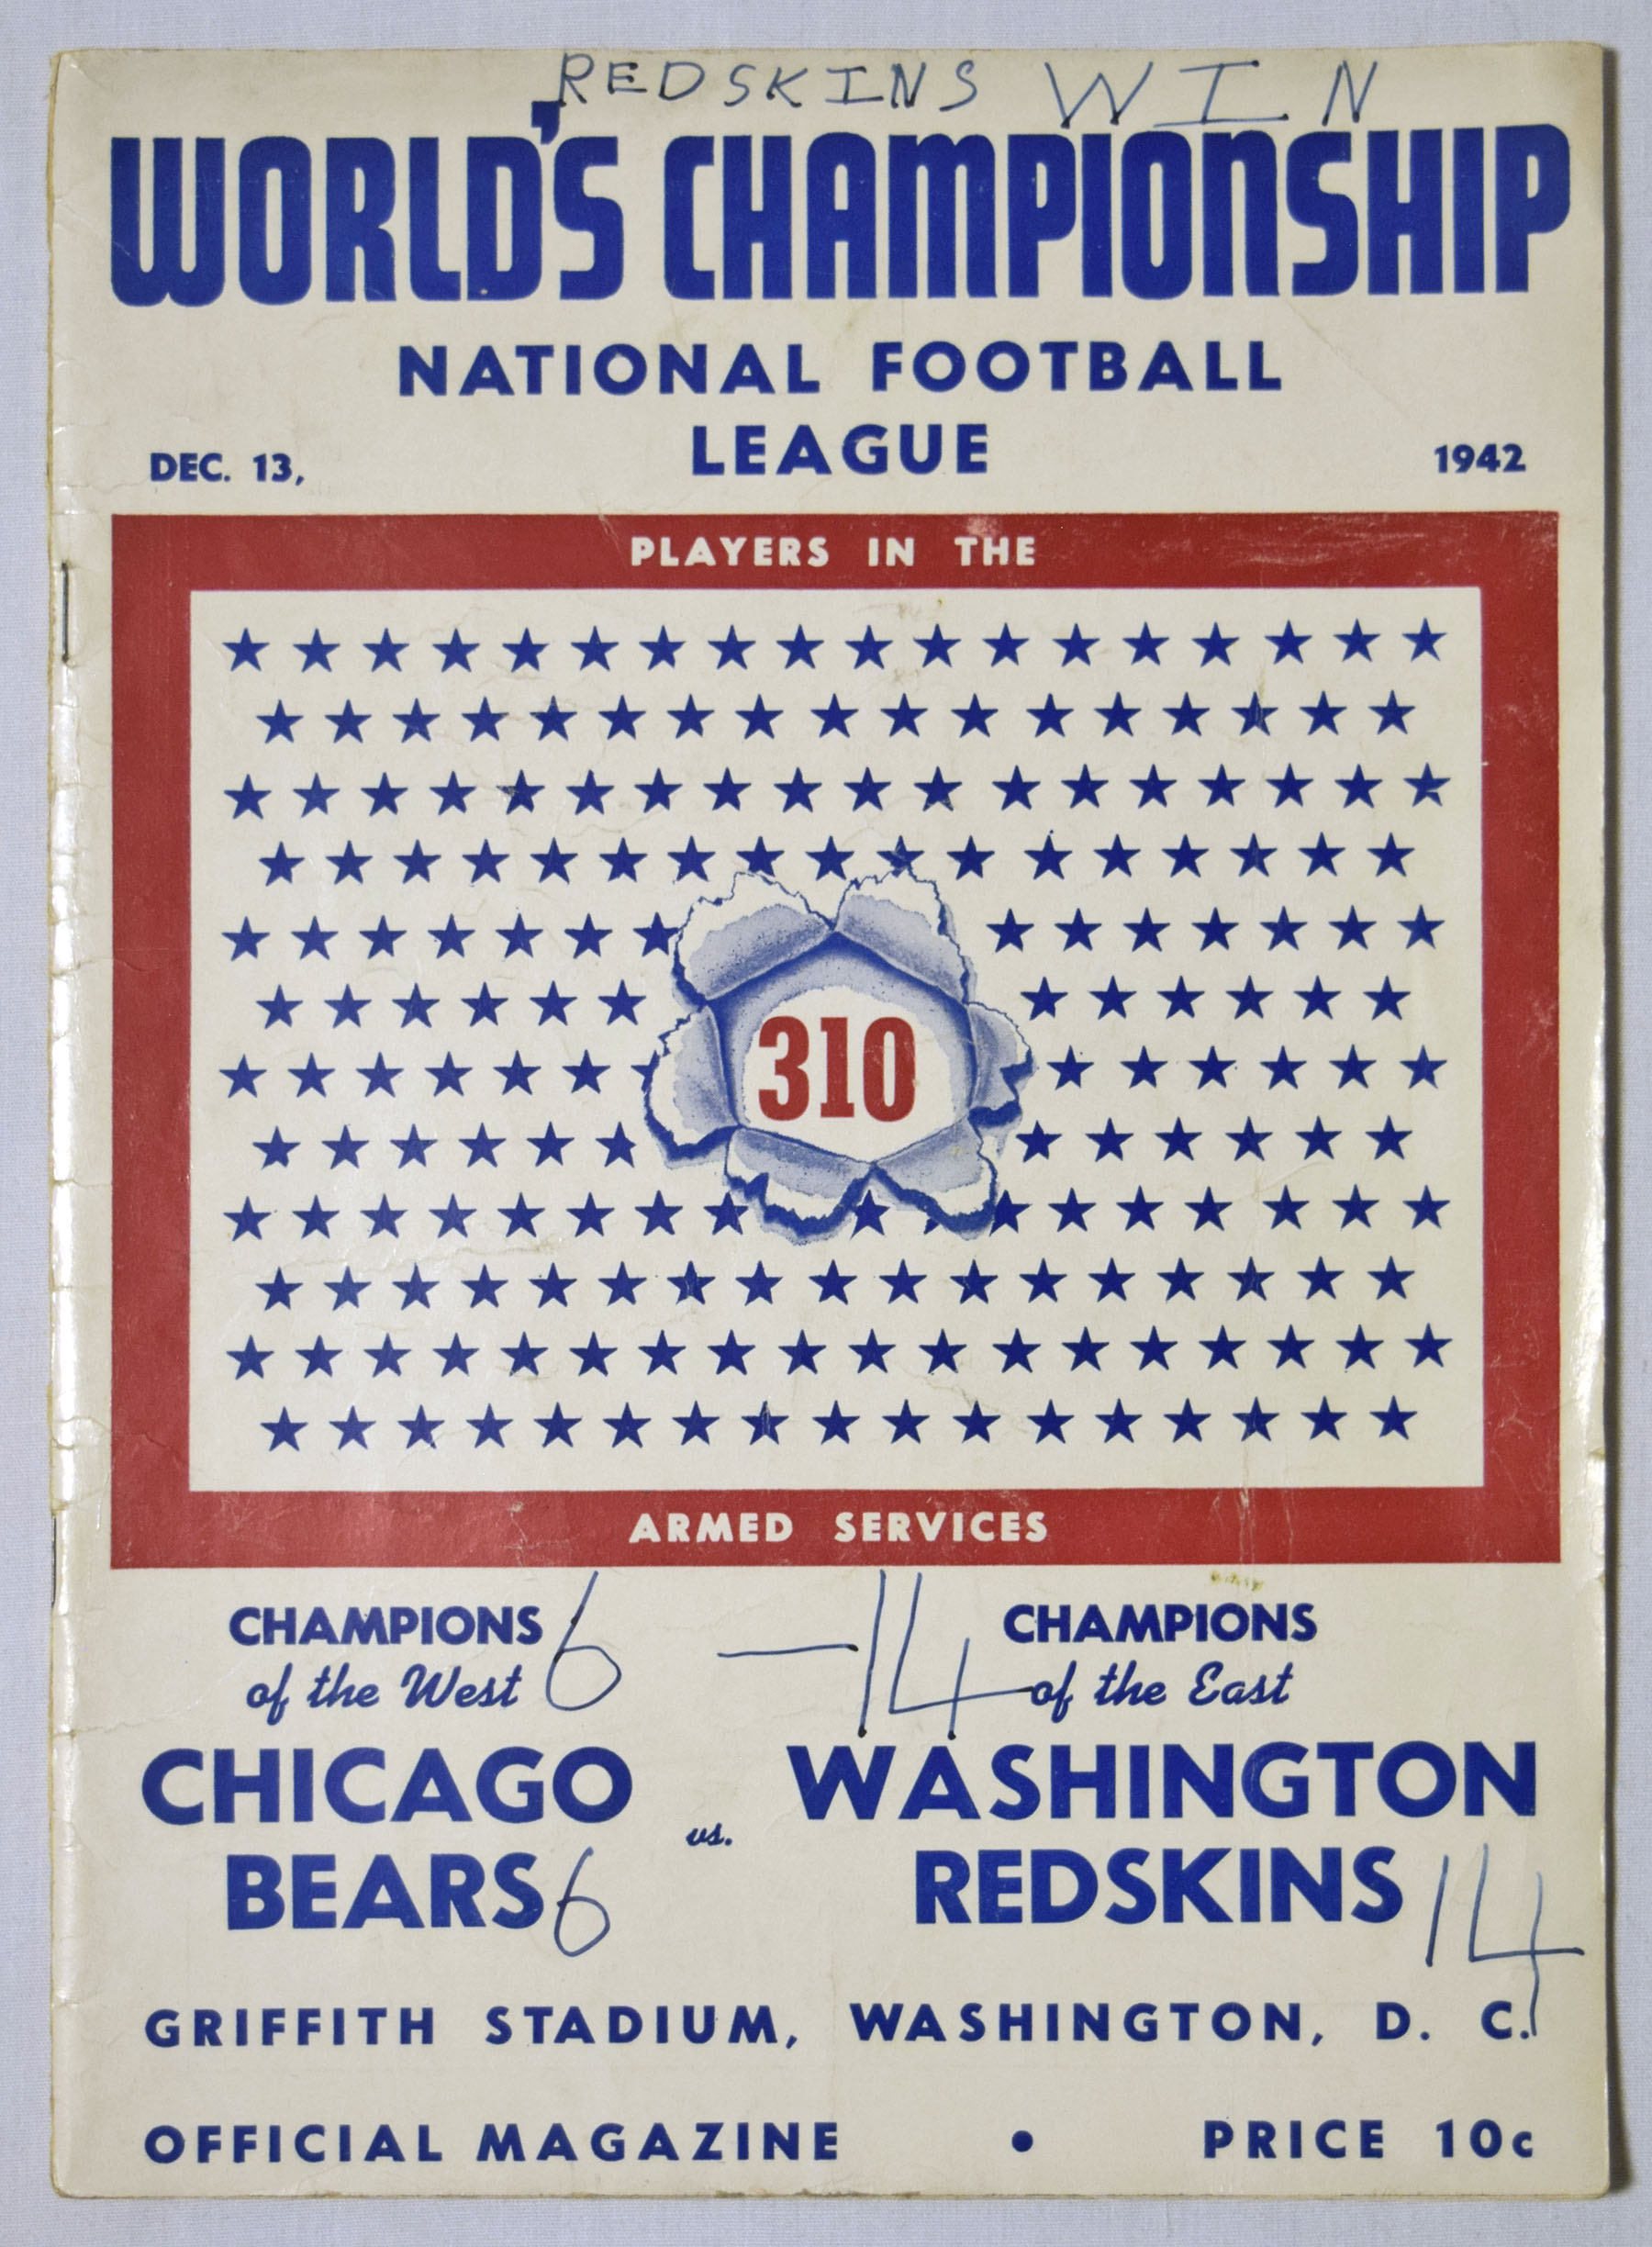 REDSKINS WIN
WORLD'S CHAMPIONSHIP
NATIONAL FOOTBALL
LEAGUE
DEC. 13,
1942
PLAYERS IN THE
310
ARMED SERVICES
6 — 14
CHAMPIONS
of the West
CHICAGO
BEARS 6
vs.
CHAMPIONS
of the East
WASHINGTON
REDSKINS 14
GRIFFITH STADIUM, WASHINGTON, D. C.
OFFICIAL MAGAZINE • PRICE 10c